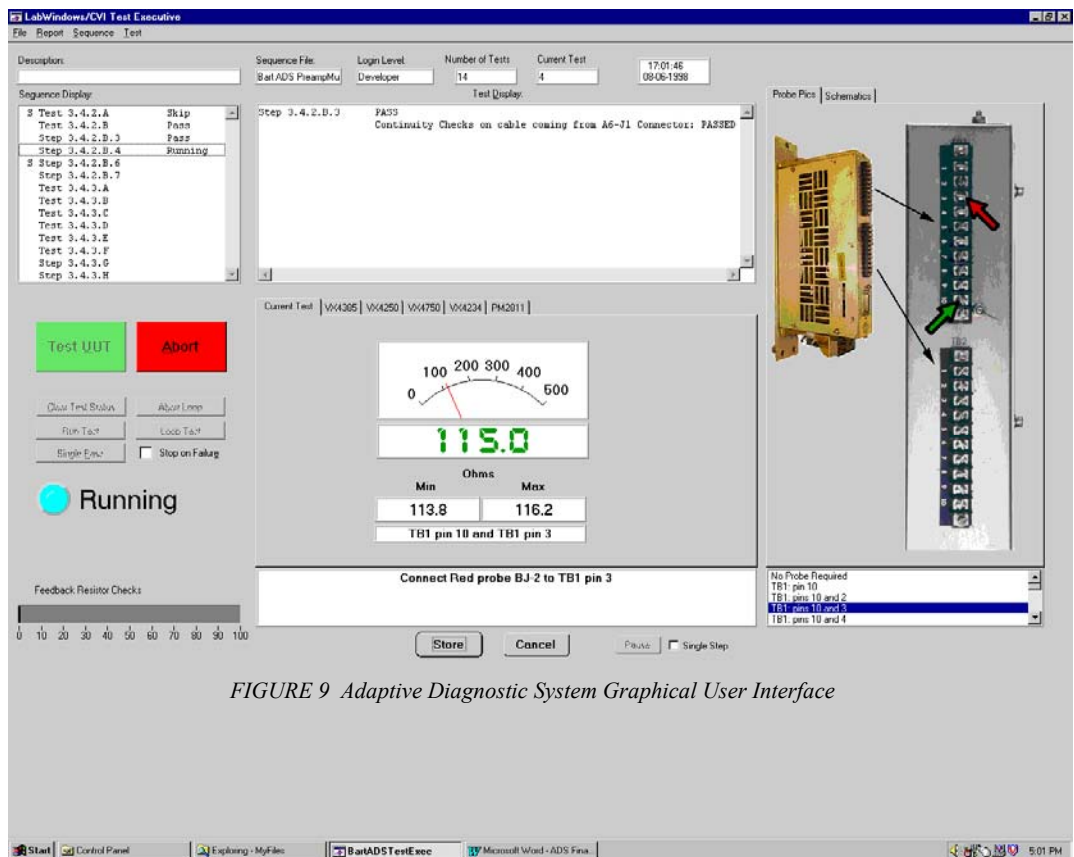 LabWindows/CVI Test Executive
File Report Sequence Test
Description:
Sequence File:
Login Level:
Number of Tests
Current Test
Bart ADS PreampMu
Developer
14
4
17:01:46
08-06-1998
Sequence Display:
S Test 3.4.2.A Skip
Test 3.4.2.B Pass
Step 3.4.2.B.3 Pass
Step 3.4.2.B.4 Running
S Step 3.4.2.B.6
Step 3.4.2.B.7
Test 3.4.3.A
Test 3.4.3.B
Test 3.4.3.C
Test 3.4.3.D
Test 3.4.3.E
Test 3.4.3.F
Step 3.4.3.G
Step 3.4.3.H
Test Display:
Step 3.4.2.B.3 PASS
Continuity Checks on cable coming from A6-J1 Connector: PASSED
Probe Pics
Schematics
TB2
Test UUT
Abort
Clear Test Status
Abort Loop
Run Test
Loop Test
Single Pass
Stop on Failure
Running
Feedback Resistor Checks
0 10 20 30 40 50 60 70 80 90 100
Current Test VX4385 VX4250 VX4750 VX4234 PM2811
0 100 200 300 400 500
115.0
Ohms
Min Max
113.8 116.2
TB1 pin 10 and TB1 pin 3
Connect Red probe BJ-2 to TB1 pin 3
No Probe Required
TB1: pin 10
TB1: pins 10 and 2
TB1: pins 10 and 3
TB1: pins 10 and 4
Store
Cancel
Pause
Single Step
FIGURE 9 Adaptive Diagnostic System Graphical User Interface
Start
Control Panel
Exploring - MyFiles
BartADSTestExec
Microsoft Word - ADS Fina...
5:01 PM